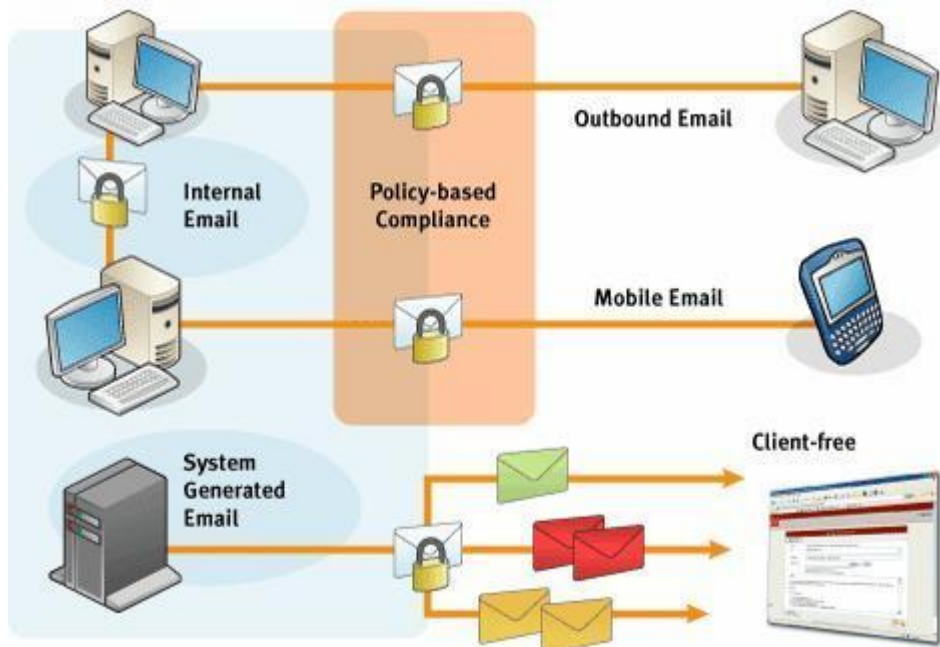 Outbound Email
Internal
Email
Policy-based
Compliance
Mobile Email
System
Generated
Email
Client-free